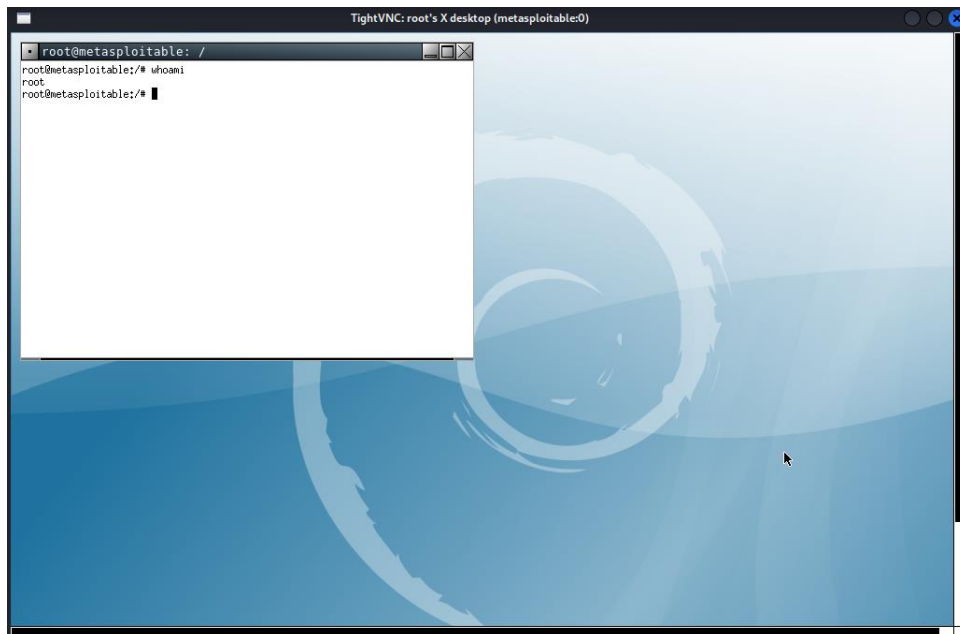 TightVNC: root's X desktop (metasploitable:0)
root@metasploitable: /
root@metasploitable:/# whoami
root
root@metasploitable:/#